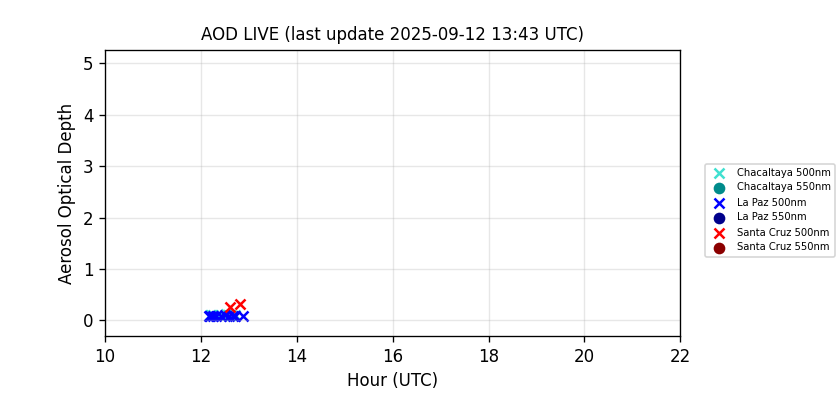 AOD LIVE (last update 2025-09-12 13:43 UTC)
5
4
3
2
1
0
Aerosol Optical Depth
10 12 14 16 18 20 22
Hour (UTC)
Chacaltaya 500nm
Chacaltaya 550nm
La Paz 500nm
La Paz 550nm
Santa Cruz 500nm
Santa Cruz 550nm